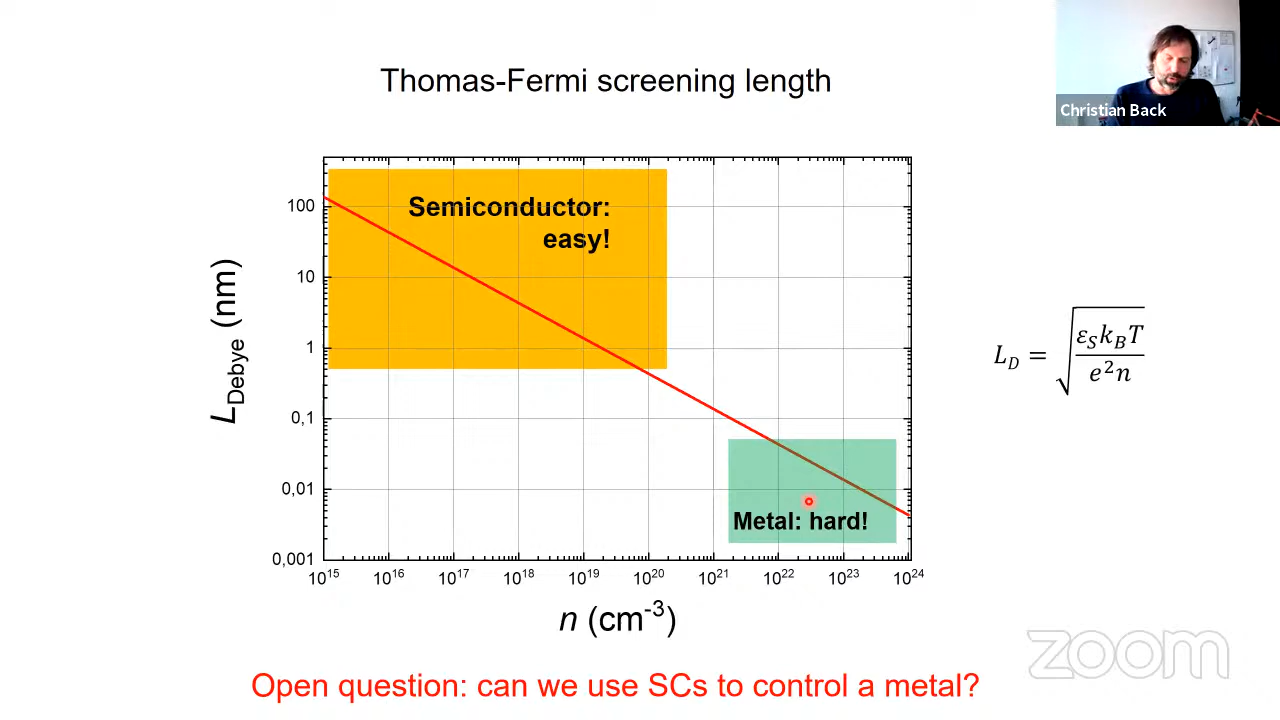 Thomas-Fermi screening length
Christian Back
Semiconductor:
easy!
Metal: hard!
100
10
1
0,1
0,01
0,001
L_Debye (nm)
10^15 10^16 10^17 10^18 10^19 10^20 10^21 10^22 10^23 10^24
n (cm^-3)
L_D = √(ε_S k_B T / e^2 n)
Open question: can we use SCs to control a metal?
zoom